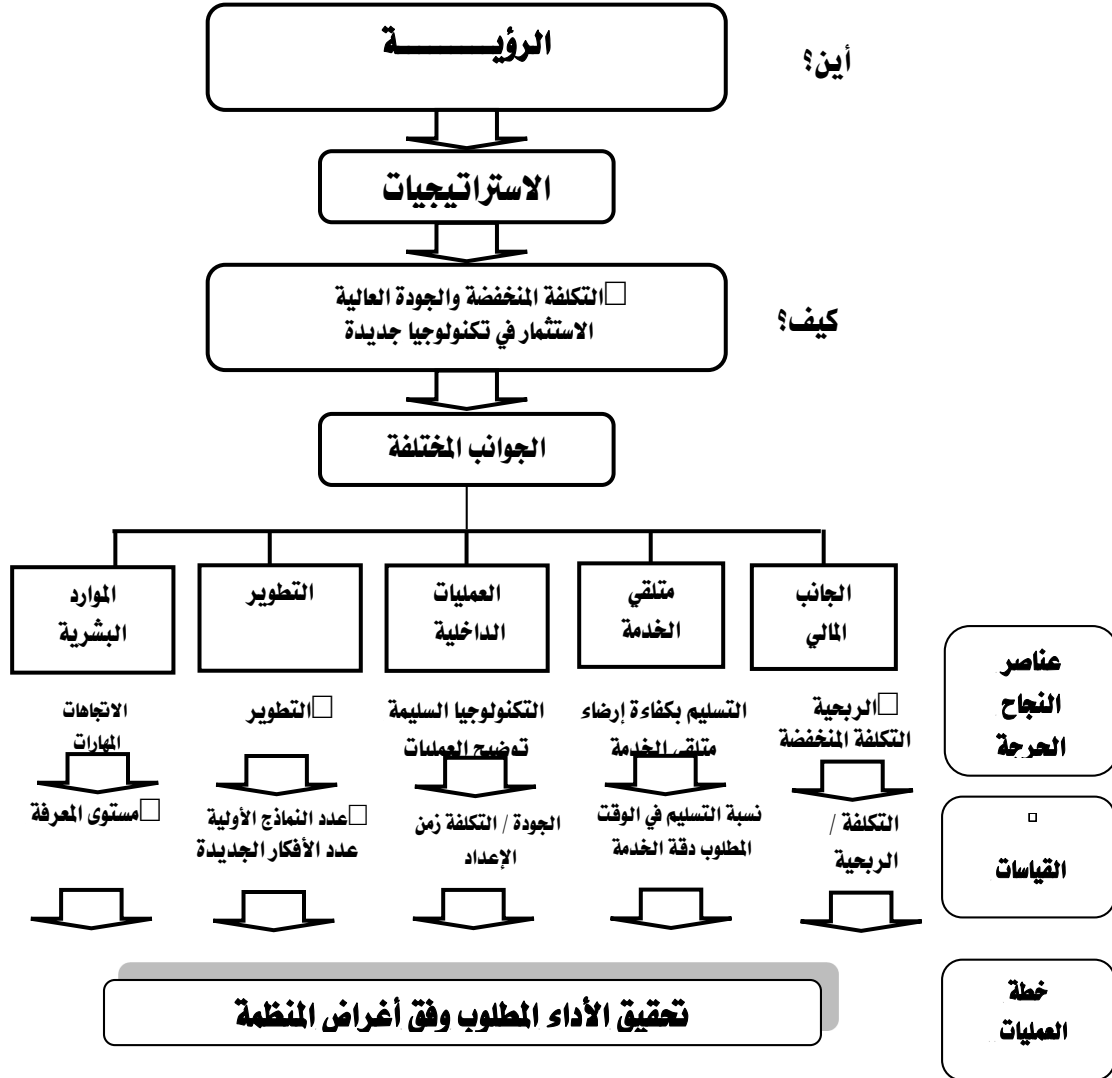 الرؤيـــــــــة
أين؟
الاستراتيجيات
التكلفة المنخفضة والجودة العالية
الاستثمار في تكنولوجيا جديدة
كيف؟
الجوانب المختلفة
الجانب
المالي
متلقي
الخدمة
العمليات
الداخلية
التطوير
الموارد
البشرية
عناصر
النجاح
الحرجة
الربحية
التكلفة المنخفضة
التسليم بكفاءة إرضاء
متلقي الخدمة
التكنولوجيا السليمة
توضيح العمليات
التطوير
الاتجاهات
المهارات
القياسات
التكلفة /
الربحية
نسبة التسليم في الوقت
المطلوب دقة الخدمة
الجودة / التكلفة زمن
الإعداد
عدد النماذج الأولية
عدد الأفكار الجديدة
مستوى المعرفة
خطة
العمليات
تحقيق الأداء المطلوب وفق أغراض المنظمة